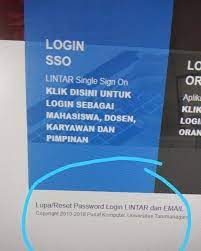 LOGIN
SSO
LINTAR Single Sign On
KLIK DISINI UNTUK
LOGIN SEBAGAI
MAHASISWA, DOSEN,
KARYAWAN DAN
PIMPINAN
LO
ORAN
Aplik
KLIK
LOGI
ORAN
Lupa/Reset Password Login LINTAR dan EMAIL
Copyright 2010-2018 Pusat Komputer, Universitas Tarumanagara